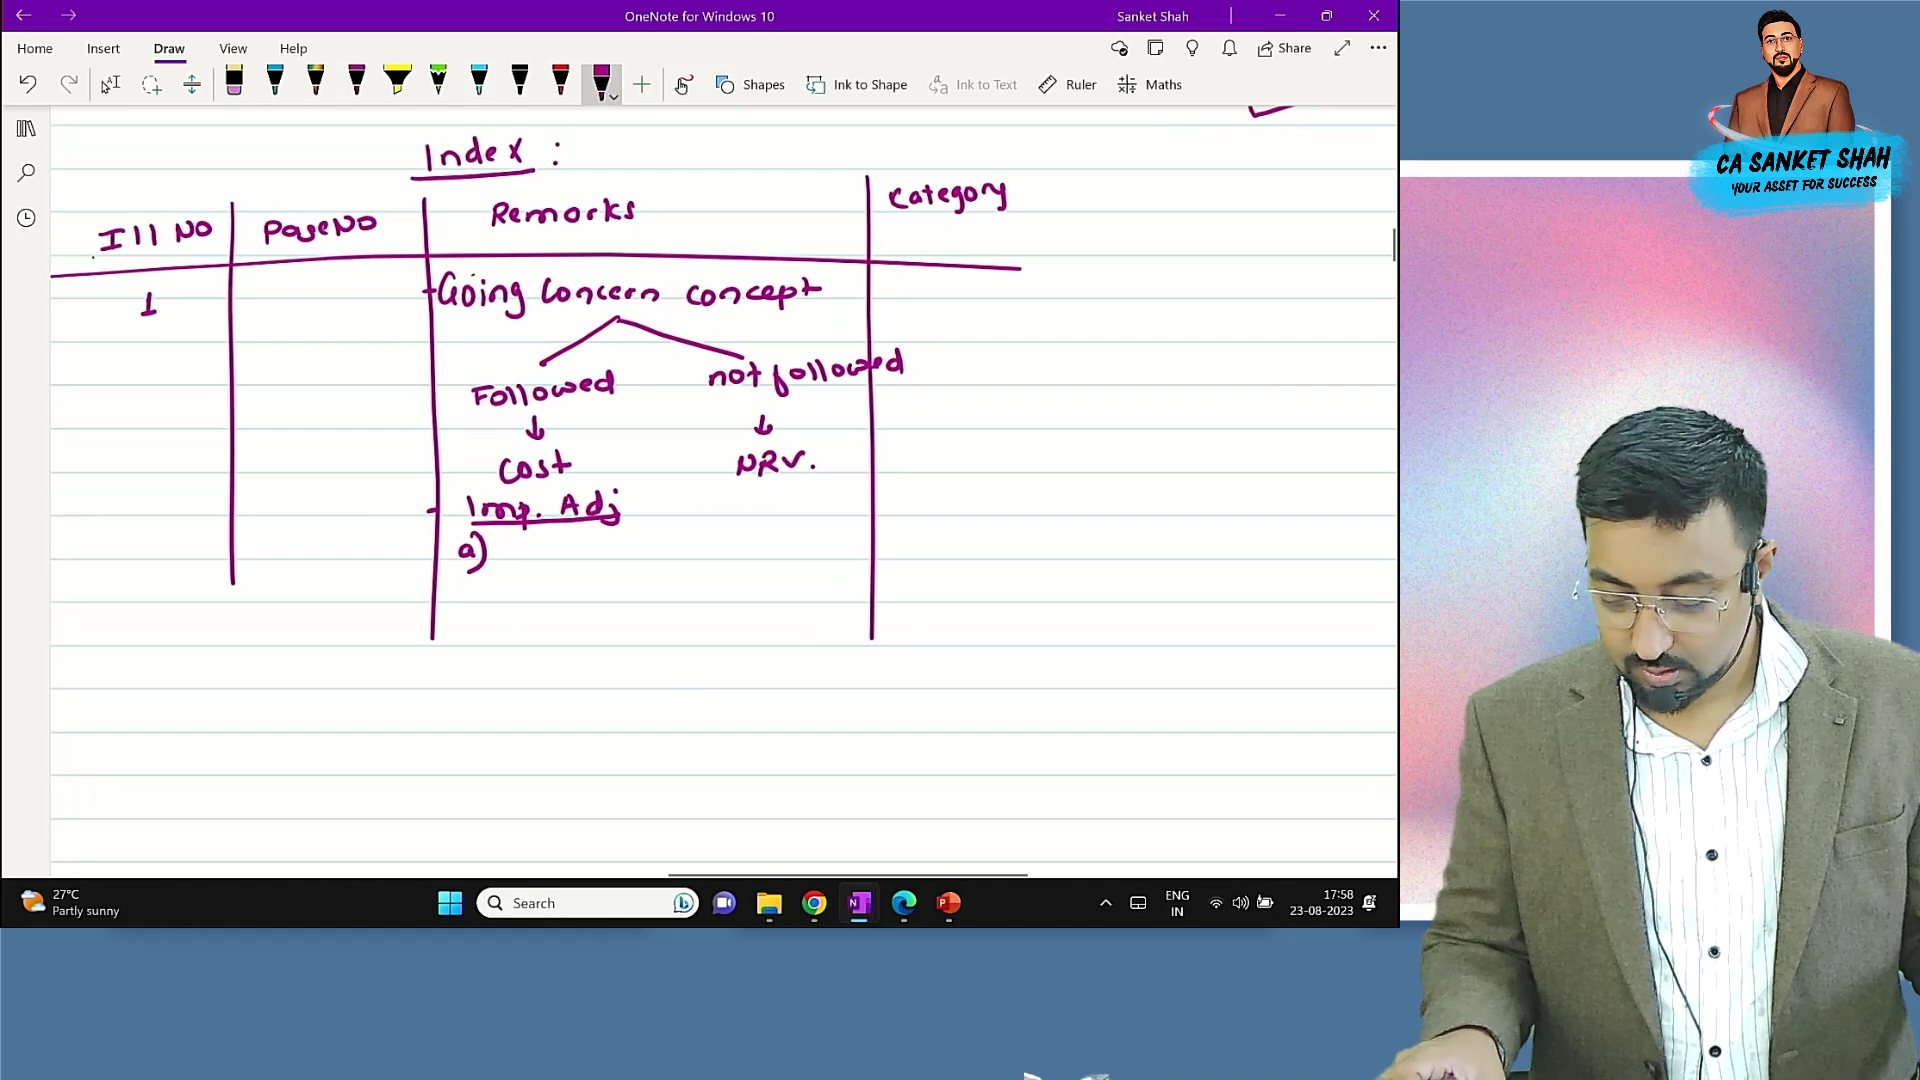 OneNote for Windows 10
Sanket Shah
Home Insert Draw View Help
Share
Shapes
Ink to Shape
Ink to Text
Ruler
Maths
CA SANKET SHAH
YOUR ASSET FOR SUCCESS
Index :
Ill No
Page No
Remarks
Category
1
- Going Concern concept
Followed
not followed
↓ ↓
Cost
NRV.
- Imp. Adj
a)
27°C
Partly sunny
Search
ENG
IN
17:58
23-08-2023